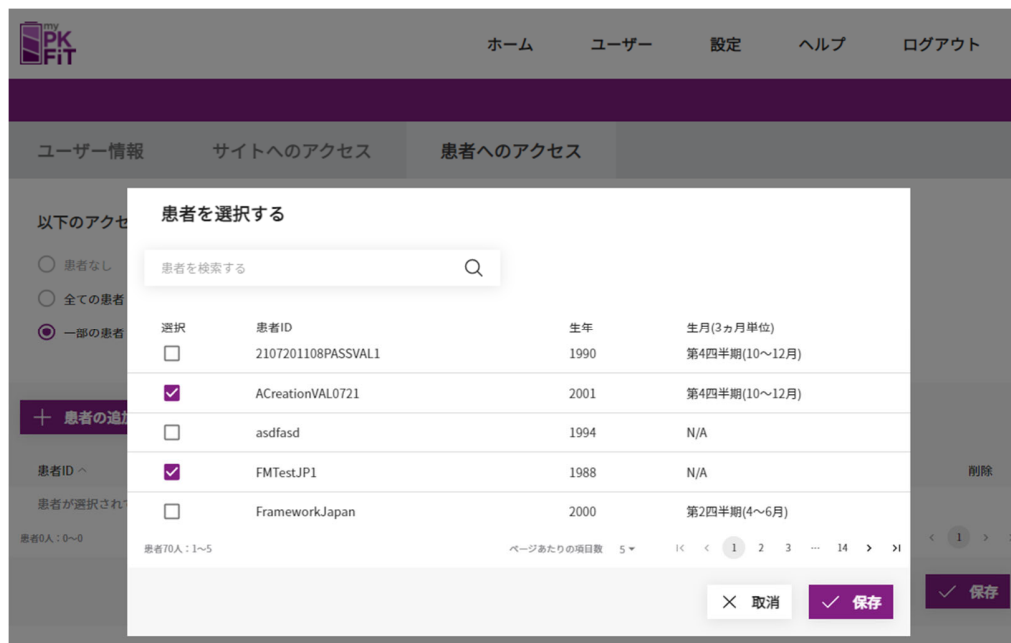 my
PK
FiT
ホーム ユーザー 設定 ヘルプ ログアウト
ユーザー情報 サイトへのアクセス 患者へのアクセス
以下のアクセ
患者なし
全ての患者
一部の患者
患者の追加
患者ID 削除
患者が選択され
患者0人：0～0
1
保存
患者を選択する
患者を検索する
選択 患者ID 生年 生月(3ヵ月単位)
2107201108PASSVAL1 1990 第4四半期(10～12月)
ACreationVAL0721 2001 第4四半期(10～12月)
asdfasd 1994 N/A
FMTestJP1 1988 N/A
FrameworkJapan 2000 第2四半期(4～6月)
患者70人：1～5 ページあたりの項目数 5 1 2 3 … 14
取消 保存